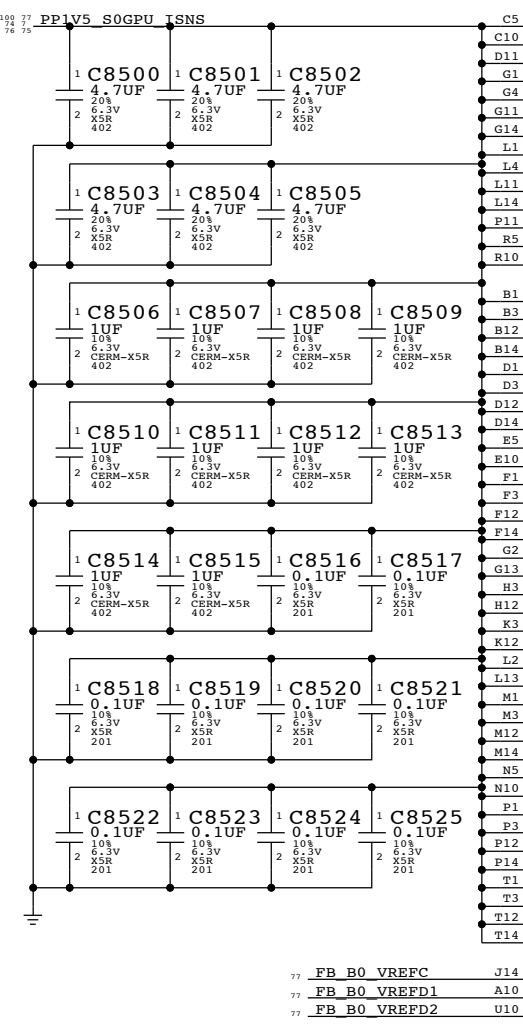 100 77 PP1V5_S0GPU_ISNS
74 7
76 75
C5
C10
D11
G1
G4
G11
G14
L1
L4
L11
L14
P11
R5
R10
B1
B3
B12
B14
D1
D3
D12
D14
E5
E10
F1
F3
F12
F14
G2
G13
H3
H12
K3
K12
L2
L13
M1
M3
M12
M14
N5
N10
P1
P3
P12
P14
T1
T3
T12
T14
1 C8500 1 C8501 1 C8502
4.7UF 4.7UF 4.7UF
20% 20% 20%
6.3V 6.3V 6.3V
2 X5R 2 X5R 2 X5R
402 402 402
1 C8503 1 C8504 1 C8505
4.7UF 4.7UF 4.7UF
20% 20% 20%
6.3V 6.3V 6.3V
2 X5R 2 X5R 2 X5R
402 402 402
1 C8506 1 C8507 1 C8508 1 C8509
1UF 1UF 1UF 1UF
10% 10% 10% 10%
6.3V 6.3V 6.3V 6.3V
2 CERM-X5R 2 CERM-X5R 2 CERM-X5R 2 CERM-X5R
402 402 402 402
1 C8510 1 C8511 1 C8512 1 C8513
1UF 1UF 1UF 1UF
10% 10% 10% 10%
6.3V 6.3V 6.3V 6.3V
2 CERM-X5R 2 CERM-X5R 2 CERM-X5R 2 CERM-X5R
402 402 402 402
1 C8514 1 C8515 1 C8516 1 C8517
1UF 1UF 0.1UF 0.1UF
10% 10% 10% 10%
6.3V 6.3V 6.3V 6.3V
2 CERM-X5R 2 CERM-X5R 2 X5R 2 X5R
402 402 201 201
1 C8518 1 C8519 1 C8520 1 C8521
0.1UF 0.1UF 0.1UF 0.1UF
10% 10% 10% 10%
6.3V 6.3V 6.3V 6.3V
2 X5R 2 X5R 2 X5R 2 X5R
201 201 201 201
1 C8522 1 C8523 1 C8524 1 C8525
0.1UF 0.1UF 0.1UF 0.1UF
10% 10% 10% 10%
6.3V 6.3V 6.3V 6.3V
2 X5R 2 X5R 2 X5R 2 X5R
201 201 201 201
77 FB_B0_VREFC J14
77 FB_B0_VREFD1 A10
77 FB_B0_VREFD2 U10